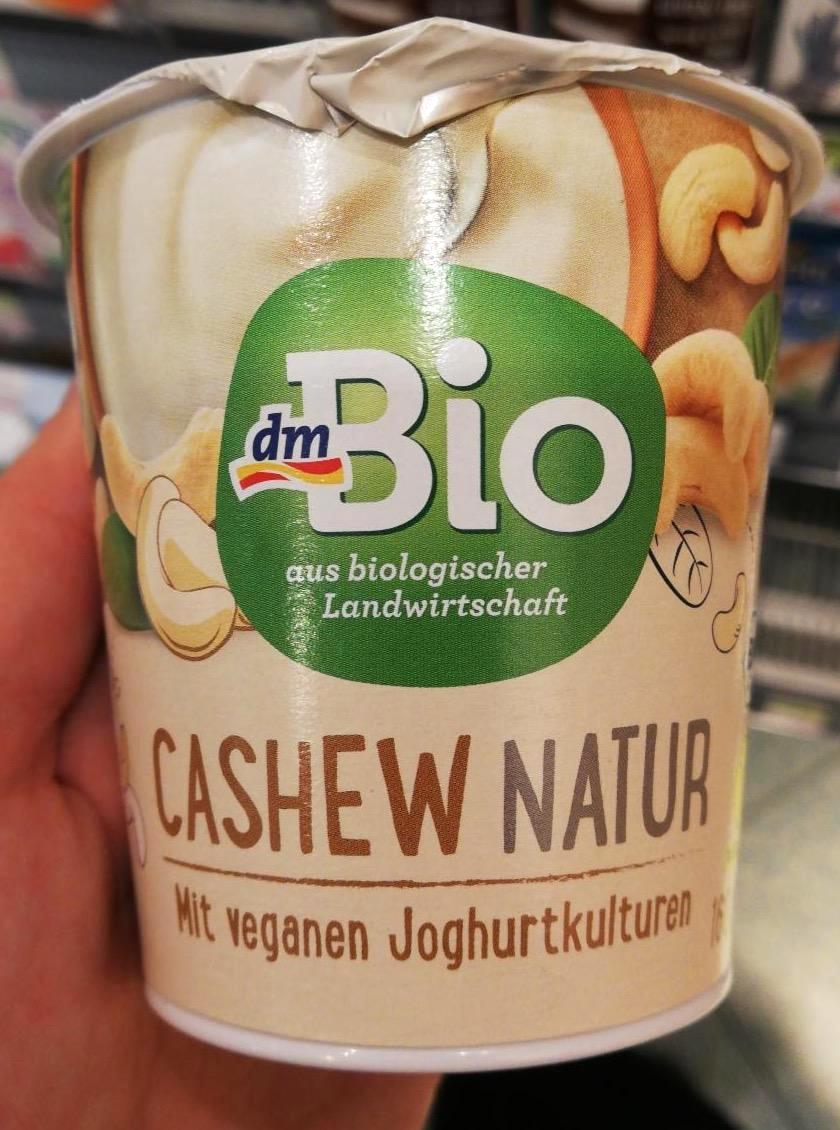 dm
Bio
aus biologischer
Landwirtschaft
CASHEW NATUR
Mit veganen Joghurtkulturen